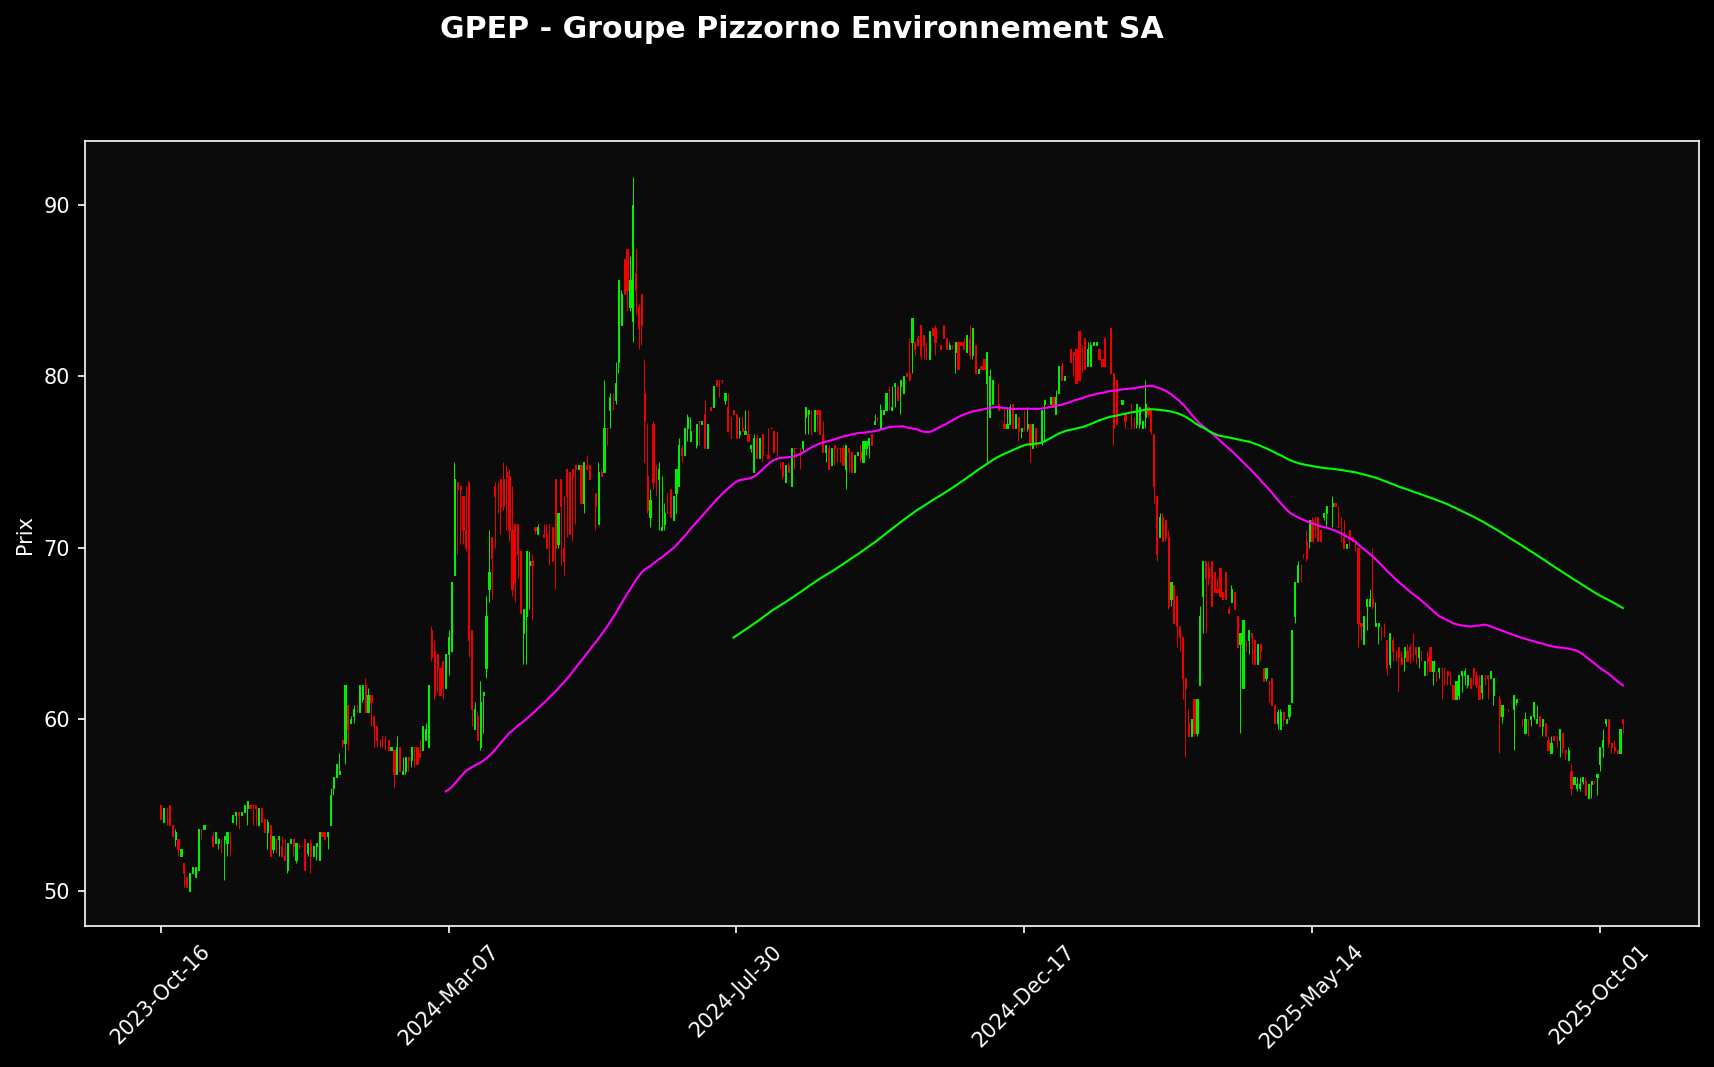 GPEP - Groupe Pizzorno Environnement SA
Prix
90
80
70
60
50
2023-Oct-16
2024-Mar-07
2024-Jul-30
2024-Dec-17
2025-May-14
2025-Oct-01